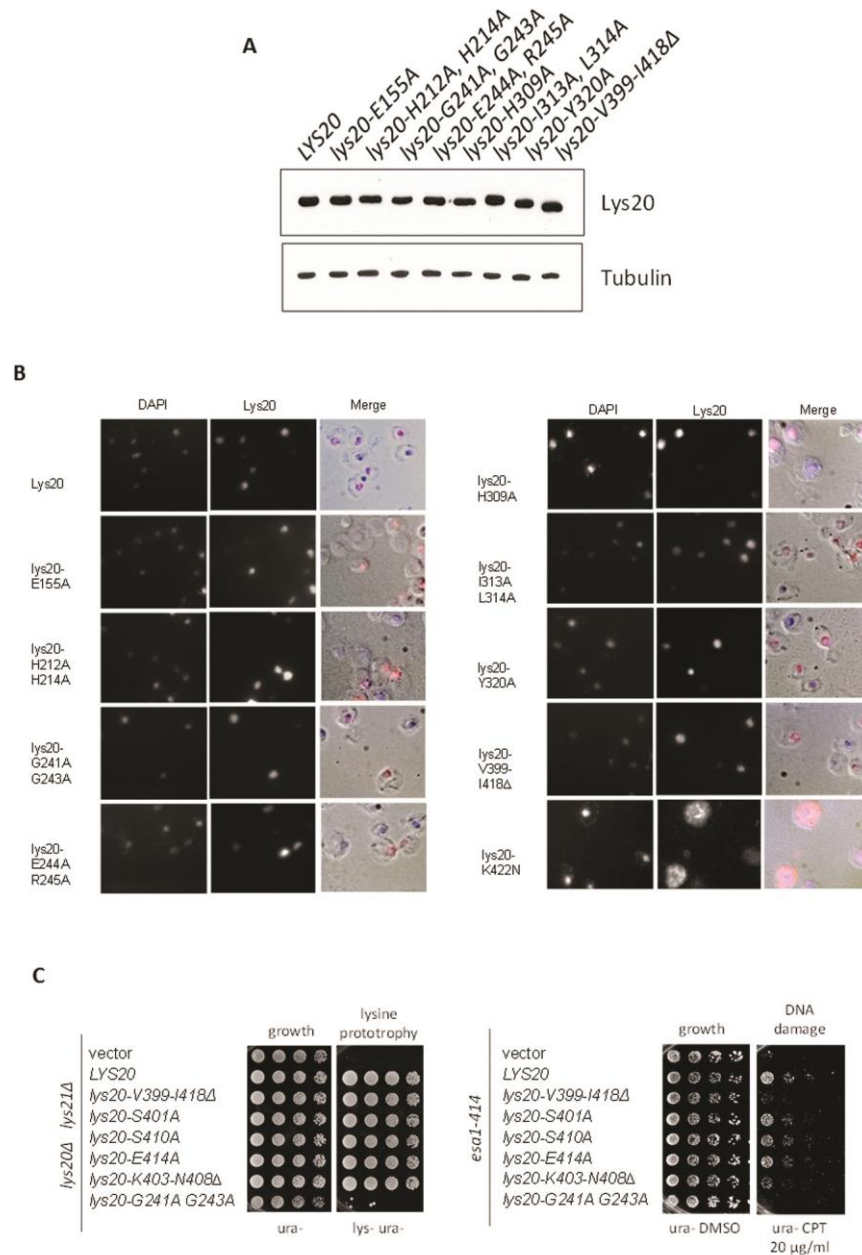 A
LYS20
lys20-E155A
lys20-H212A, H214A
lys20-G241A, G243A
lys20-E244A, R245A
lys20-H309A
lys20-I313A, L314A
lys20-Y320A
lys20-V399-I418Δ
Lys20
Tubulin
B
DAPI Lys20 Merge
Lys20
lys20-
E155A
lys20-
H212A
H214A
lys20-
G241A
G243A
lys20-
E244A
R245A
DAPI Lys20 Merge
lys20-
H309A
lys20-
I313A
L314A
lys20-
Y320A
lys20-
V399-
I418Δ
lys20-
K422N
C
lys20Δ lys21Δ
growth
lysine
prototrophy
vector
LYS20
lys20-V399-I418Δ
lys20-S401A
lys20-S410A
lys20-E414A
lys20-K403-N408Δ
lys20-G241A G243A
ura- lys- ura-
esa1-414
growth
DNA
damage
vector
LYS20
lys20-V399-I418Δ
lys20-S401A
lys20-S410A
lys20-E414A
lys20-K403-N408Δ
lys20-G241A G243A
ura- DMSO ura- CPT
20 µg/ml